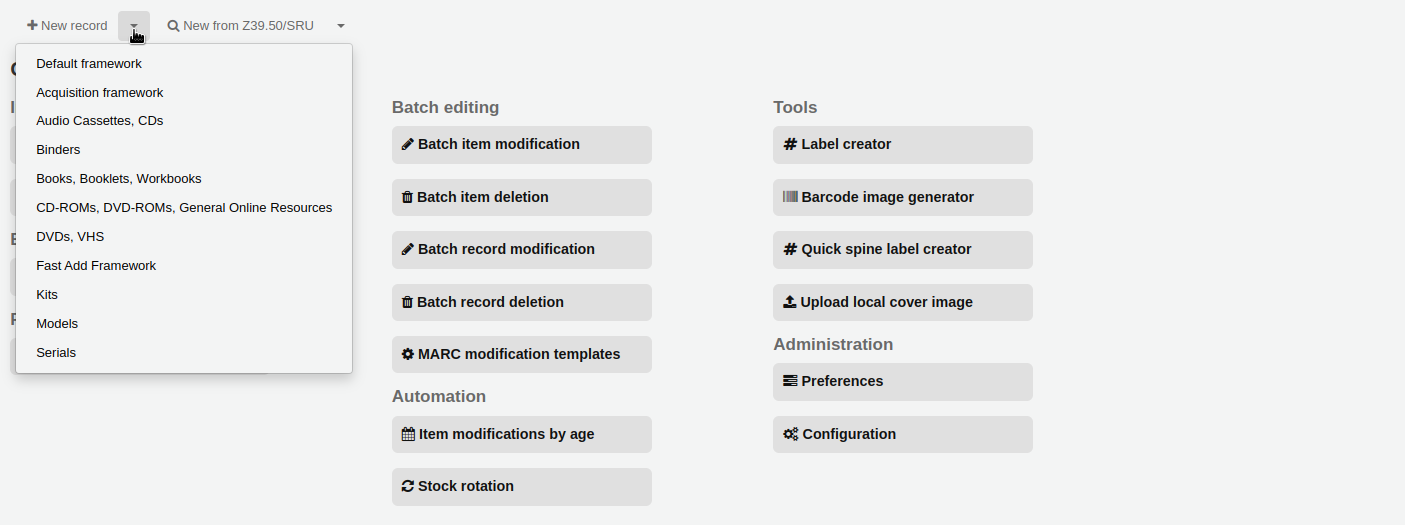 New record
New from Z39.50/SRU
Default framework
Acquisition framework
Audio Cassettes, CDs
Binders
Books, Booklets, Workbooks
CD-ROMs, DVD-ROMs, General Online Resources
DVDs, VHS
Fast Add Framework
Kits
Models
Serials
Batch editing
Batch item modification
Batch item deletion
Batch record modification
Batch record deletion
MARC modification templates
Automation
Item modifications by age
Stock rotation
Tools
Label creator
Barcode image generator
Quick spine label creator
Upload local cover image
Administration
Preferences
Configuration